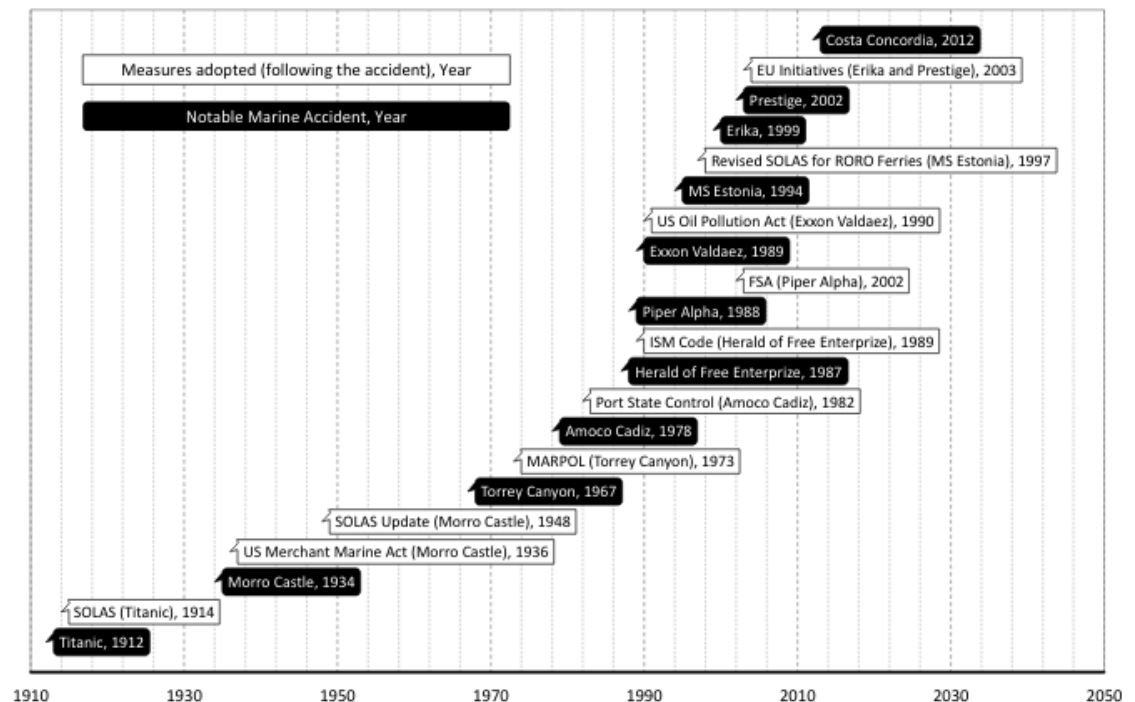 Costa Concordia, 2012
Measures adopted (following the accident), Year
EU Initiatives (Erika and Prestige), 2003
Prestige, 2002
Notable Marine Accident, Year
Erika, 1999
Revised SOLAS for RORO Ferries (MS Estonia), 1997
MS Estonia, 1994
US Oil Pollution Act (Exxon Valdaez), 1990
Exxon Valdaez, 1989
FSA (Piper Alpha), 2002
Piper Alpha, 1988
ISM Code (Herald of Free Enterprize), 1989
Herald of Free Enterprize, 1987
Port State Control (Amoco Cadiz), 1982
Amoco Cadiz, 1978
MARPOL (Torrey Canyon), 1973
Torrey Canyon, 1967
SOLAS Update (Morro Castle), 1948
US Merchant Marine Act (Morro Castle), 1936
Morro Castle, 1934
SOLAS (Titanic), 1914
Titanic, 1912
1910 1930 1950 1970 1990 2010 2030 2050